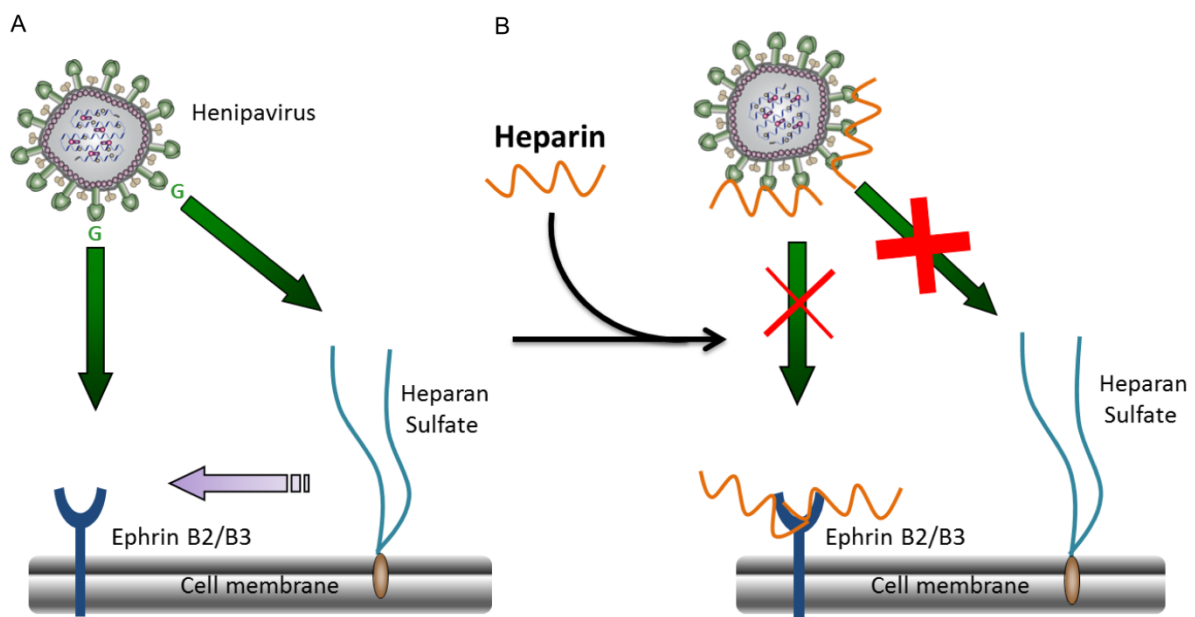 A
Henipavirus
G
G
Heparan
Sulfate
Ephrin B2/B3
Cell membrane
B
Heparin
Heparan
Sulfate
Ephrin B2/B3
Cell membrane